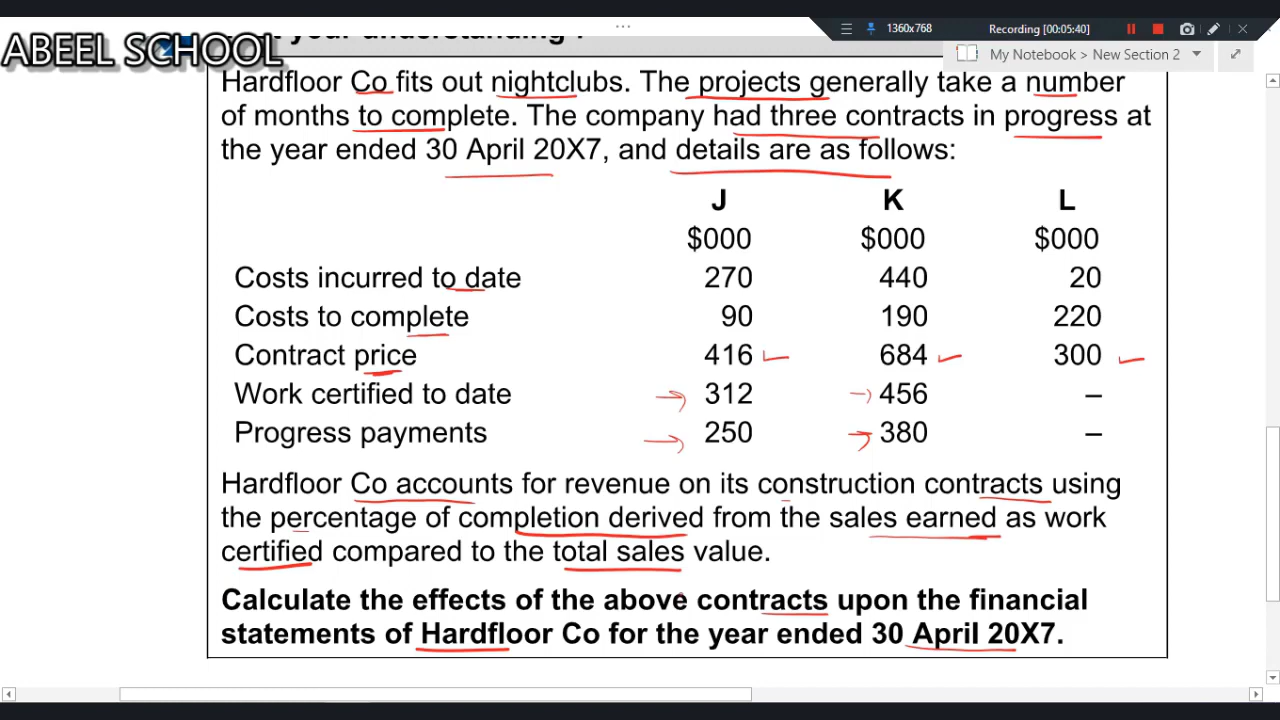 1360x768
Recording [00:05:40]
ABEEL SCHOOL
your understanding
My Notebook > New Section 2
Hardfloor Co fits out nightclubs. The projects generally take a number
of months to complete. The company had three contracts in progress at
the year ended 30 April 20X7, and details are as follows:
J K L
$000 $000 $000
Costs incurred to date 270 440 20
Costs to complete 90 190 220
Contract price 416 684 300
Work certified to date 312 456 –
Progress payments 250 380 –
Hardfloor Co accounts for revenue on its construction contracts using
the percentage of completion derived from the sales earned as work
certified compared to the total sales value.
Calculate the effects of the above contracts upon the financial
statements of Hardfloor Co for the year ended 30 April 20X7.